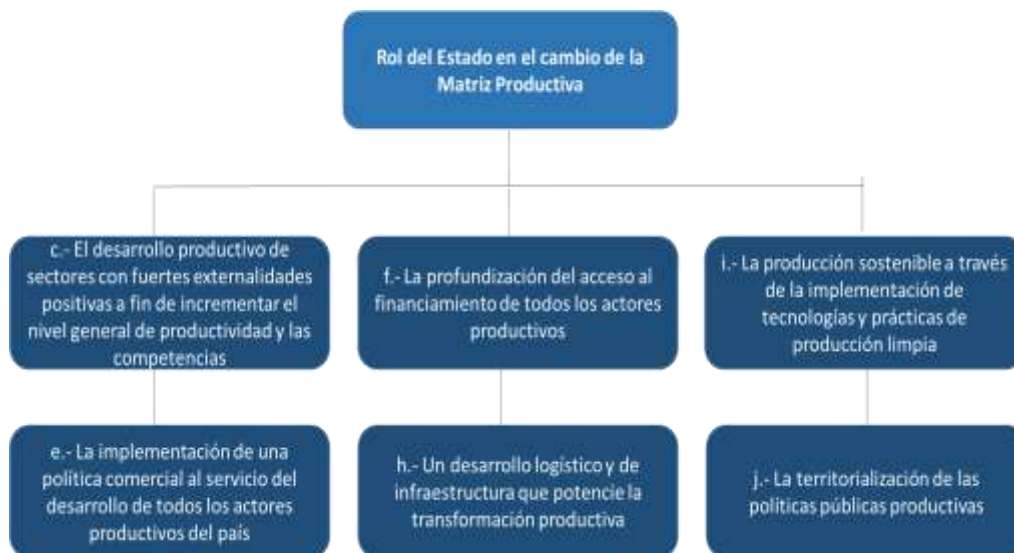 Rol del Estado en el cambio de la
Matriz Productiva
c.- El desarrollo productivo de
sectores con fuertes externalidades
positivas a fin de incrementar el
nivel general de productividad y las
competencias
f.- La profundización del acceso al
financiamiento de todos los actores
productivos
i.- La producción sostenible a través
de la implementación de
tecnologías y prácticas de
producción limpia
e.- La implementación de una
política comercial al servicio del
desarrollo de todos los actores
productivos del país
h.- Un desarrollo logístico y de
infraestructura que potencie la
transformación productiva
j.- La territorialización de las
políticas públicas productivas